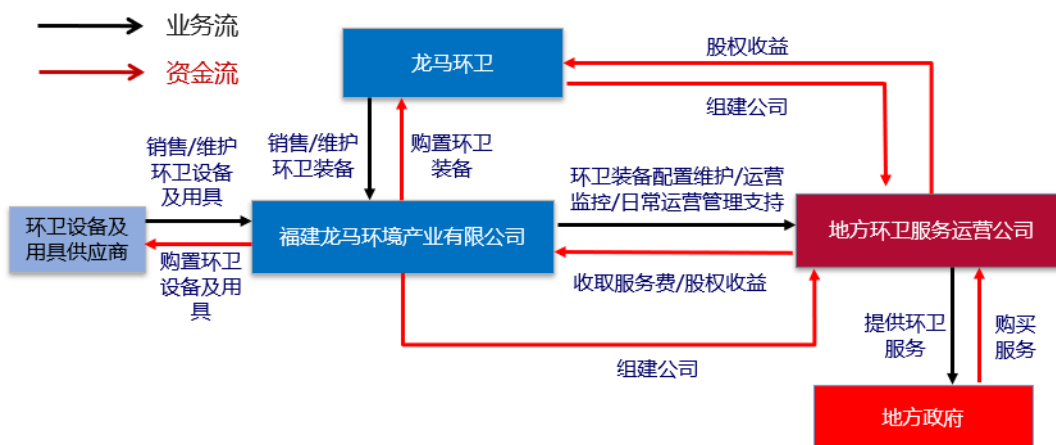 业务流
资金流
龙马环卫
股权收益
组建公司
销售/维护
环卫装备
购置环卫
装备
销售/维护
环卫设备
及用具
环卫设备及
用具供应商
购置环卫
设备及用
具
福建龙马环境产业有限公司
环卫装备配置维护/运营
监控/日常运营管理支持
收取服务费/股权收益
地方环卫服务运营公司
组建公司
提供环卫
服务
购买
服务
地方政府